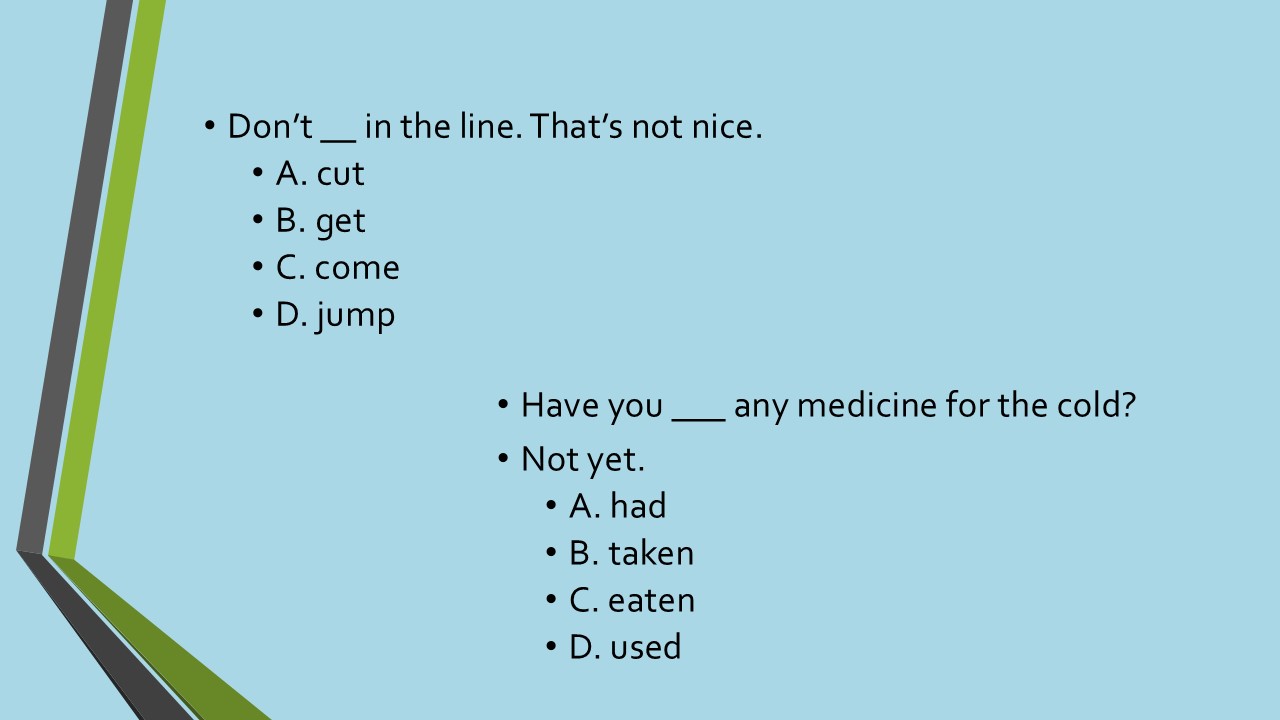 • Don’t __ in the line. That’s not nice.
• A. cut
• B. get
• C. come
• D. jump
• Have you ___ any medicine for the cold?
• Not yet.
• A. had
• B. taken
• C. eaten
• D. used